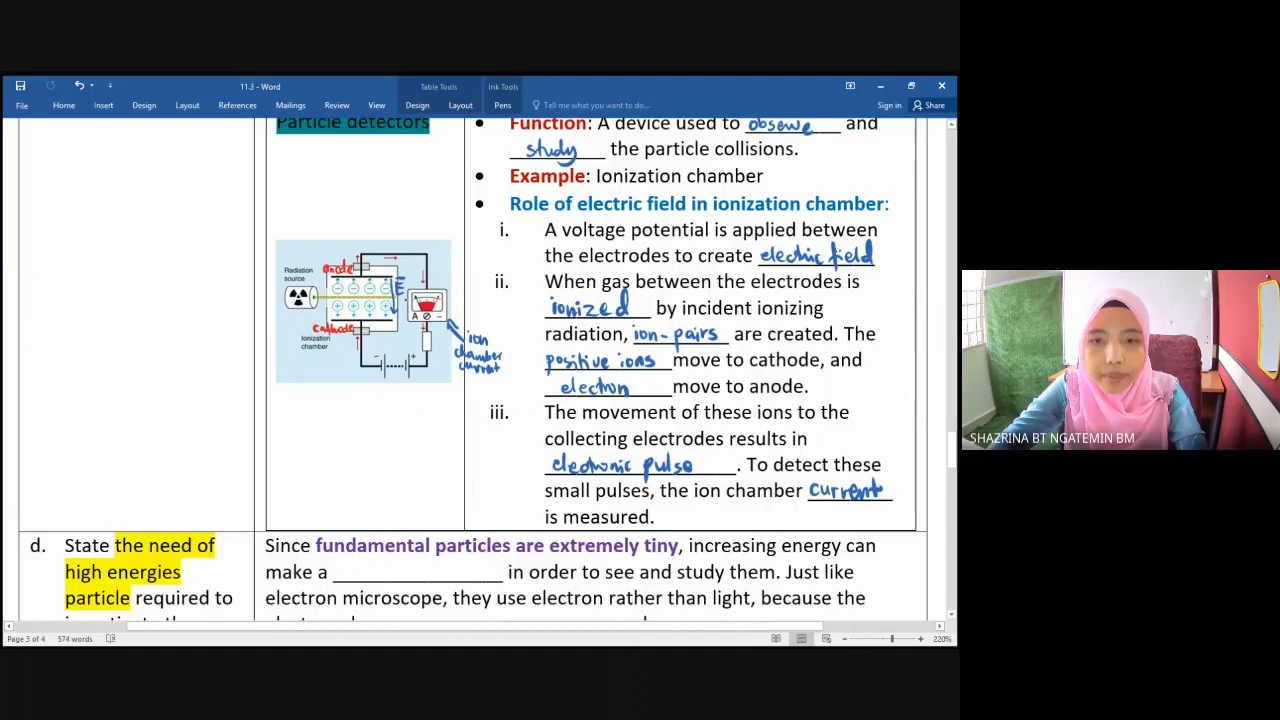 11.3 - Word
Table Tools
Ink Tools
File Home Insert Design Layout References Mailings Review View Design Layout Pens Tell me what you want to do... Sign in Share
Particle detectors
• Function: A device used to observe and
study the particle collisions.
• Example: Ionization chamber
• Role of electric field in ionization chamber:
i. A voltage potential is applied between
the electrodes to create electric field
ii. When gas between the electrodes is
ionized by incident ionizing
radiation, ion-pairs are created. The
positive ions move to cathode, and
electron move to anode.
iii. The movement of these ions to the
collecting electrodes results in
electronic pulse. To detect these
small pulses, the ion chamber current
is measured.
Radiation
source
anode
E
cathode
Ionization
chamber
A
ion
chamber
current
d. State the need of
high energies
particle required to
Since fundamental particles are extremely tiny, increasing energy can
make a __________________ in order to see and study them. Just like
electron microscope, they use electron rather than light, because the
Page 3 of 4 574 words 220%
SHAZRINA BT NGATEMIN BM